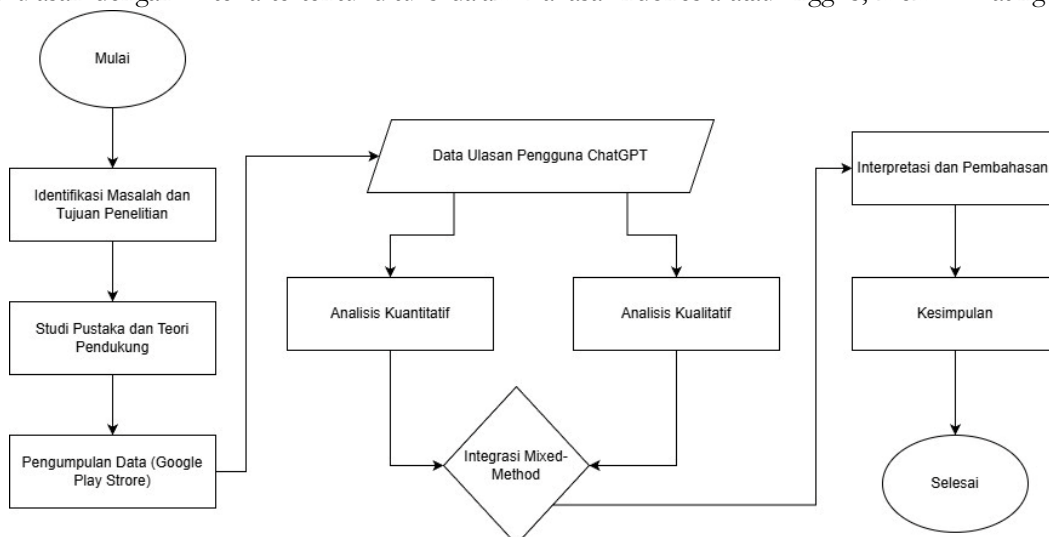 Mulai
Identifikasi Masalah dan
Tujuan Penelitian
Studi Pustaka dan Teori
Pendukung
Pengumpulan Data (Google
Play Strore)
Data Ulasan Pengguna ChatGPT
Analisis Kuantitatif
Analisis Kualitatif
Integrasi Mixed-
Method
Interpretasi dan Pembahasan
Kesimpulan
Selesai